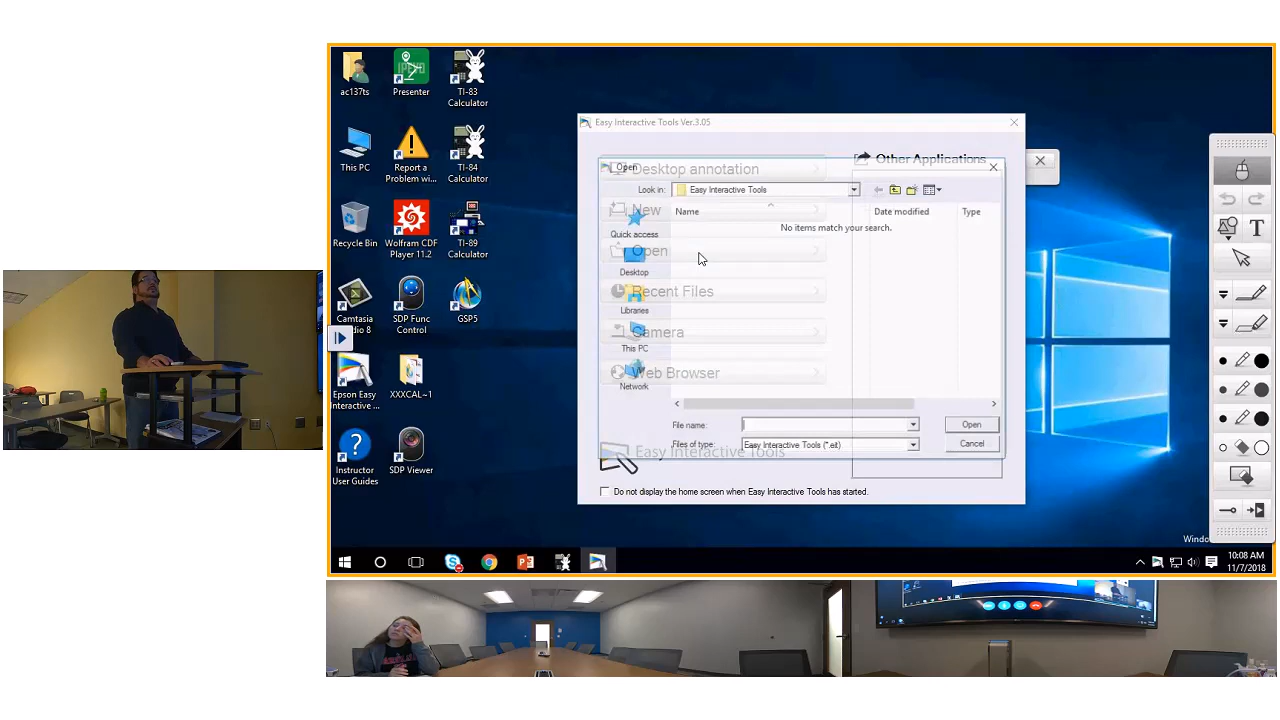 ac137ts
Presenter
TI-83
Calculator
This PC
Report a
Problem wi...
TI-84
Calculator
Recycle Bin
Wolfram CDF
Player 11.2
TI-89
Calculator
Camtasia
dio 8
SDP Func
Control
GSP5
Epson Easy
Interactive ...
XXXCAL~1
Instructor
User Guides
SDP Viewer
Easy Interactive Tools Ver.3.05
Other Applications
Open
Desktop annotation
Look in:
Easy Interactive Tools
New
Name
Date modified
Type
No items match your search.
Quick access
Open
Desktop
Recent Files
Libraries
Camera
This PC
Web Browser
Network
File name:
Open
Files of type:
Easy Interactive Tools (*.eit)
Cancel
Easy Interactive Tools
Do not display the home screen when Easy Interactive Tools has started.
T
Windo
10:08 AM
11/7/2018